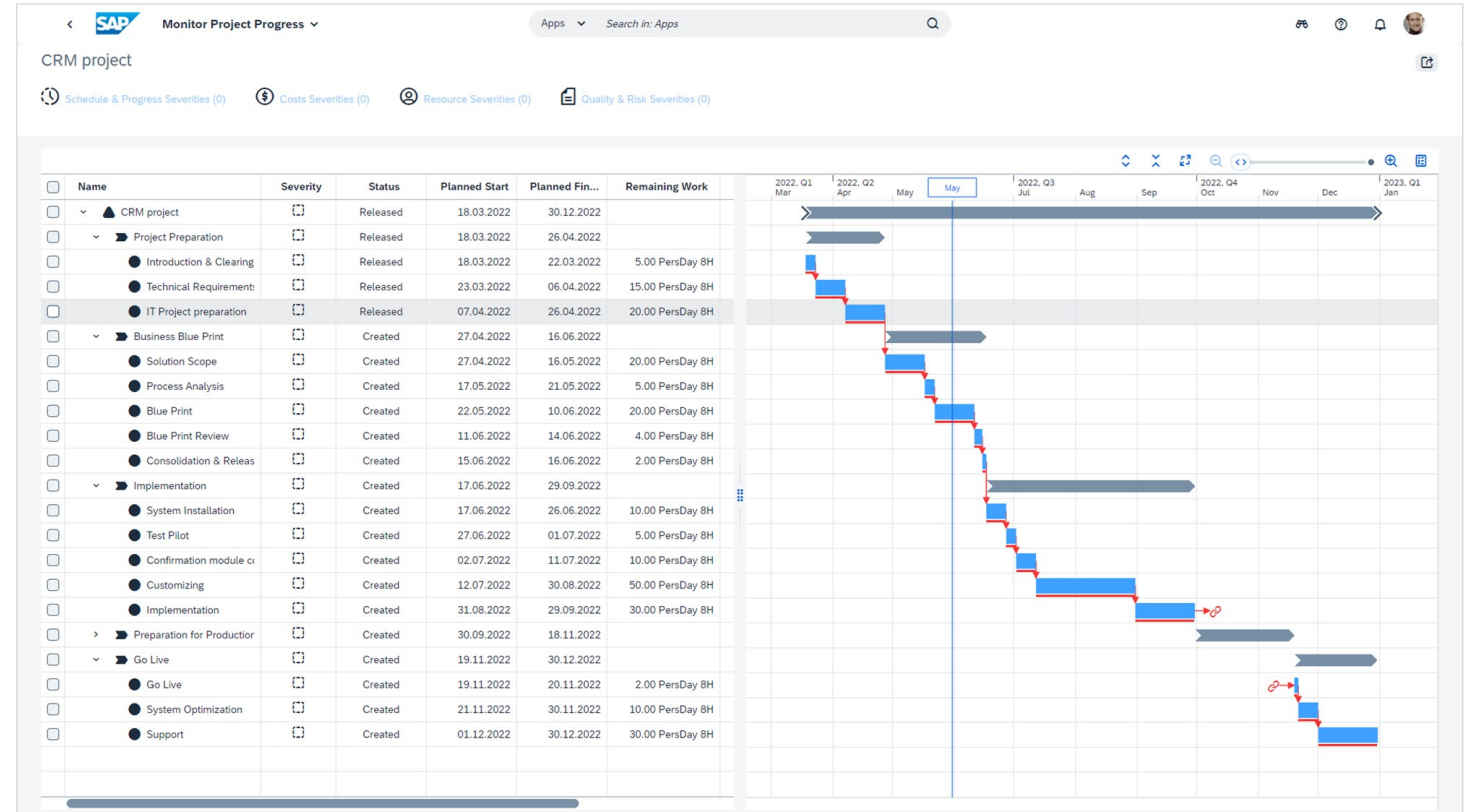 SAP Monitor Project Progress Apps Search in: Apps
CRM project
Schedule & Progress Severities (0) Costs Severities (0) Resource Severities (0) Quality & Risk Severities (0)
Name Severity Status Planned Start Planned Fin... Remaining Work
2022, Q1 2022, Q2 2022, Q3 2022, Q4 2023, Q1
Mar Apr May May Jul Aug Sep Oct Nov Dec Jan
CRM project Released 18.03.2022 30.12.2022
Project Preparation Released 18.03.2022 26.04.2022
Introduction & Clearing Released 18.03.2022 22.03.2022 5.00 PersDay 8H
Technical Requirements Released 23.03.2022 06.04.2022 15.00 PersDay 8H
IT Project preparation Released 07.04.2022 26.04.2022 20.00 PersDay 8H
Business Blue Print Created 27.04.2022 16.06.2022
Solution Scope Created 27.04.2022 16.05.2022 20.00 PersDay 8H
Process Analysis Created 17.05.2022 21.05.2022 5.00 PersDay 8H
Blue Print Created 22.05.2022 10.06.2022 20.00 PersDay 8H
Blue Print Review Created 11.06.2022 14.06.2022 4.00 PersDay 8H
Consolidation & Releas Created 15.06.2022 16.06.2022 2.00 PersDay 8H
Implementation Created 17.06.2022 29.09.2022
System Installation Created 17.06.2022 26.06.2022 10.00 PersDay 8H
Test Pilot Created 27.06.2022 01.07.2022 5.00 PersDay 8H
Confirmation module c Created 02.07.2022 11.07.2022 10.00 PersDay 8H
Customizing Created 12.07.2022 30.08.2022 50.00 PersDay 8H
Implementation Created 31.08.2022 29.09.2022 30.00 PersDay 8H
Preparation for Production Created 30.09.2022 18.11.2022
Go Live Created 19.11.2022 30.12.2022
Go Live Created 19.11.2022 20.11.2022 2.00 PersDay 8H
System Optimization Created 21.11.2022 30.11.2022 10.00 PersDay 8H
Support Created 01.12.2022 30.12.2022 30.00 PersDay 8H